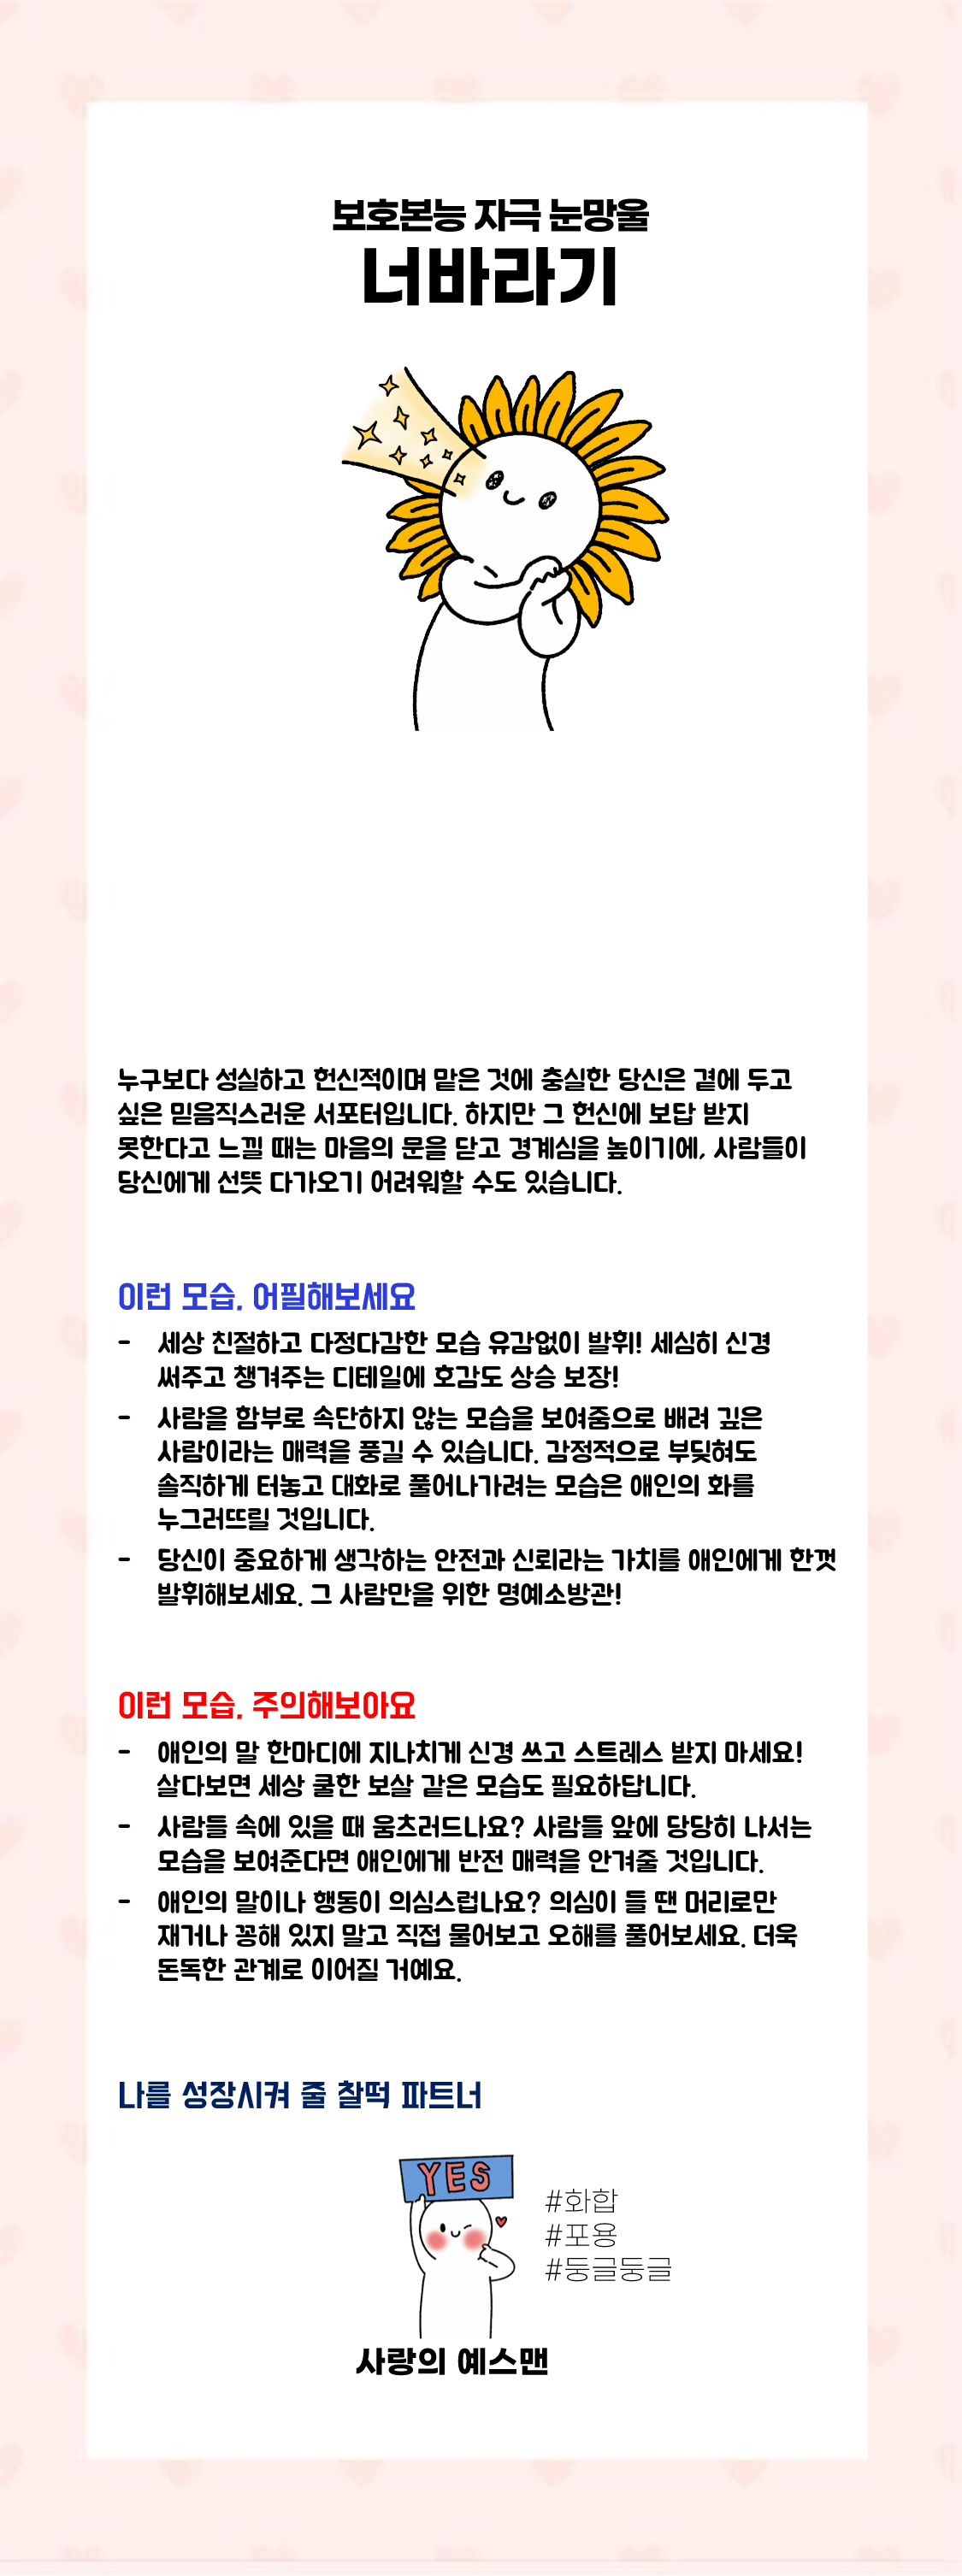 보호본능 자극 눈망울
너바라기
누구보다 성실하고 헌신적이며 맡은 것에 충실한 당신은 곁에 두고
싶은 믿음직스러운 서포터입니다. 하지만 그 헌신에 보답 받지
못한다고 느낄 때는 마음의 문을 닫고 경계심을 높이기에, 사람들이
당신에게 선뜻 다가오기 어려워할 수도 있습니다.
이런 모습, 어필해보세요
- 세상 친절하고 다정다감한 모습 유감없이 발휘! 세심히 신경
써주고 챙겨주는 디테일에 호감도 상승 보장!
- 사람을 함부로 속단하지 않는 모습을 보여줌으로 배려 깊은
사람이라는 매력을 풍길 수 있습니다. 감정적으로 부딪혀도
솔직하게 터놓고 대화로 풀어나가려는 모습은 애인의 화를
누그러뜨릴 것입니다.
- 당신이 중요하게 생각하는 안전과 신뢰라는 가치를 애인에게 한껏
발휘해보세요. 그 사람만을 위한 명예소방관!
이런 모습, 주의해보아요
- 애인의 말 한마디에 지나치게 신경 쓰고 스트레스 받지 마세요!
살다보면 세상 쿨한 보살 같은 모습도 필요하답니다.
- 사람들 속에 있을 때 움츠러드나요? 사람들 앞에 당당히 나서는
모습을 보여준다면 애인에게 반전 매력을 안겨줄 것입니다.
- 애인의 말이나 행동이 의심스럽나요? 의심이 들 땐 머리로만
재거나 꽁해 있지 말고 직접 물어보고 오해를 풀어보세요. 더욱
돈독한 관계로 이어질 거예요.
나를 성장시켜 줄 찰떡 파트너
YES
#화합
#포용
#둥글둥글
사랑의 예스맨